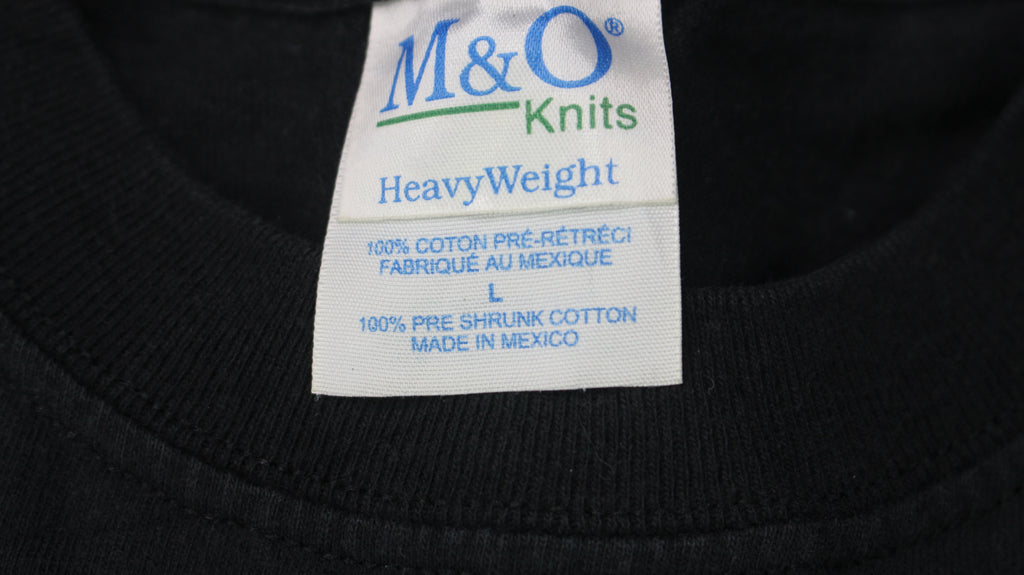 M&O®
Knits
HeavyWeight
100% COTON PRÉ-RÉTRÉCI
FABRIQUÉ AU MEXIQUE
L
100% PRE SHRUNK COTTON
MADE IN MEXICO